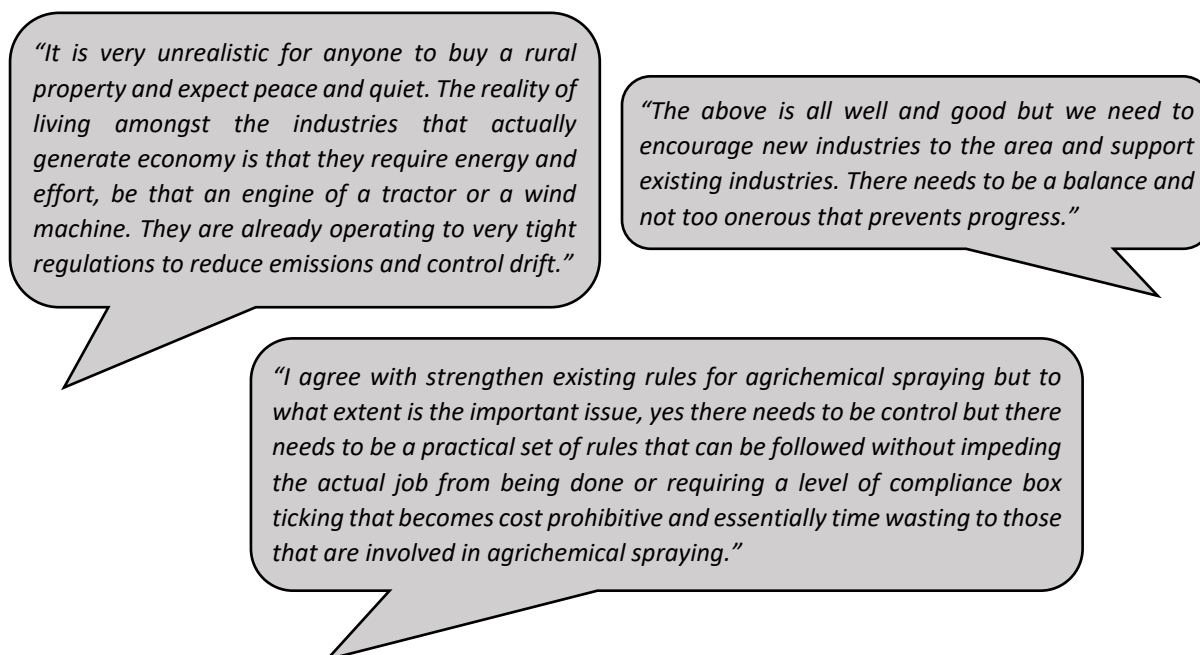 “It is very unrealistic for anyone to buy a rural
property and expect peace and quiet. The reality of
living amongst the industries that actually
generate economy is that they require energy and
effort, be that an engine of a tractor or a wind
machine. They are already operating to very tight
regulations to reduce emissions and control drift.”
“The above is all well and good but we need to
encourage new industries to the area and support
existing industries. There needs to be a balance and
not too onerous that prevents progress.”
“I agree with strengthen existing rules for agrichemical spraying but to
what extent is the important issue, yes there needs to be control but there
needs to be a practical set of rules that can be followed without impeding
the actual job from being done or requiring a level of compliance box
ticking that becomes cost prohibitive and essentially time wasting to those
that are involved in agrichemical spraying.”